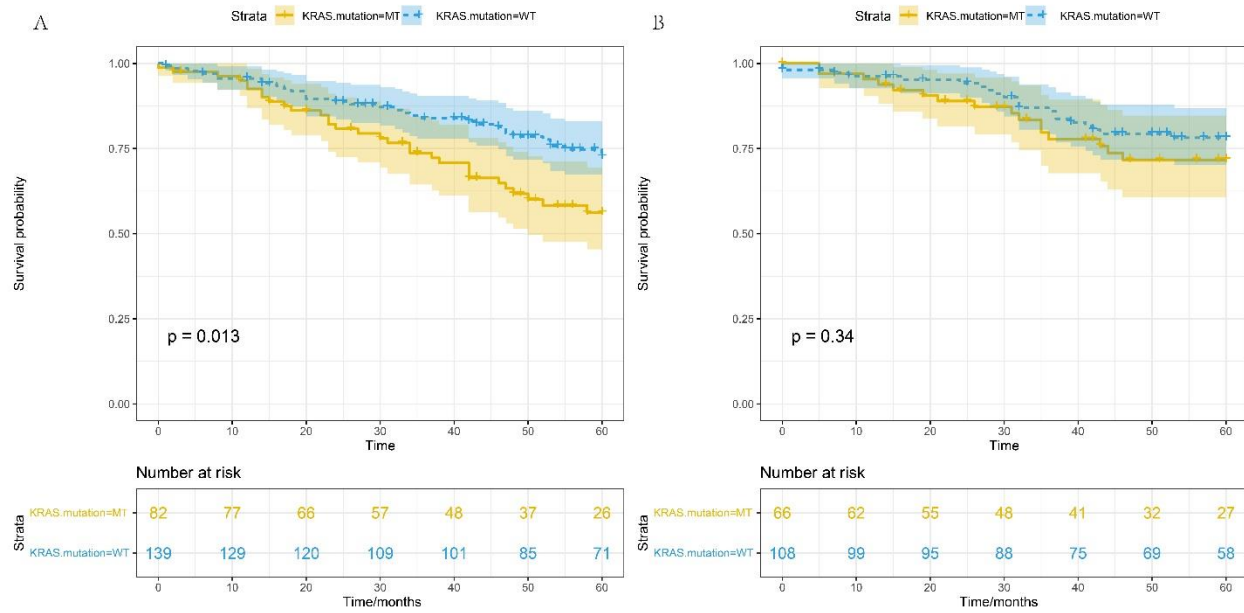 A
Strata KRAS.mutation=MT KRAS.mutation=WT
1.00
0.75
0.50
0.25
0.00
Survival probability
p = 0.013
0 10 20 30 40 50 60
Time
Number at risk
Strata
KRAS.mutation=MT 82 77 66 57 48 37 26
KRAS.mutation=WT 139 129 120 109 101 85 71
0 10 20 30 40 50 60
Time/months
B
Strata KRAS.mutation=MT KRAS.mutation=WT
1.00
0.75
0.50
0.25
0.00
Survival probability
p = 0.34
0 10 20 30 40 50 60
Time
Number at risk
Strata
KRAS.mutation=MT 66 62 55 48 41 32 27
KRAS.mutation=WT 108 99 95 88 75 69 58
0 10 20 30 40 50 60
Time/months